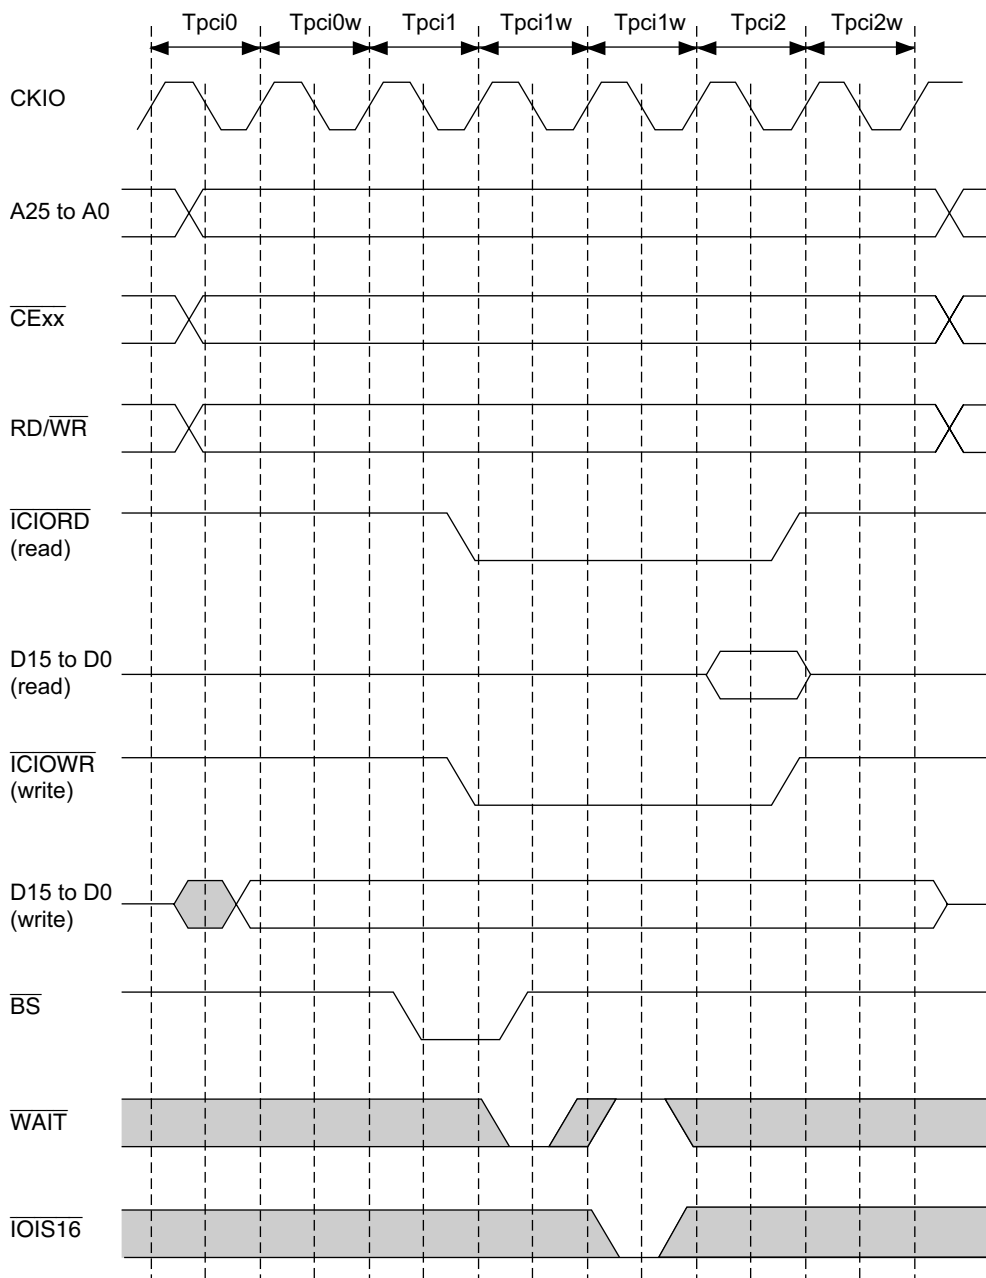 Tpci0 Tpci0w Tpci1 Tpci1w Tpci1w Tpci2 Tpci2w
CKIO
A25 to A0
CExx
RD/WR
ICIORD
(read)
D15 to D0
(read)
ICIOWR
(write)
D15 to D0
(write)
BS
WAIT
IOIS16